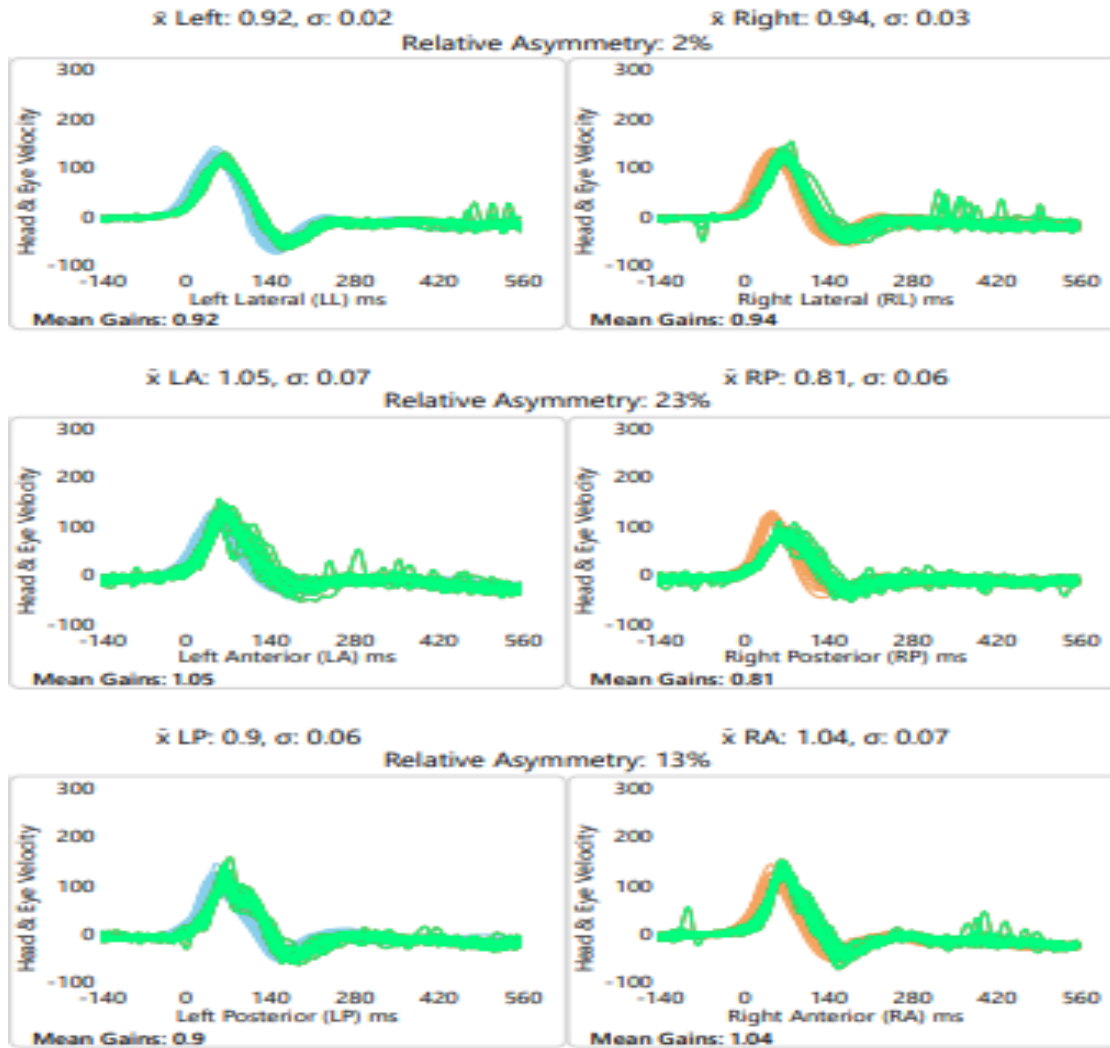 x̄ Left: 0.92, σ: 0.02
x̄ Right: 0.94, σ: 0.03
Relative Asymmetry: 2%
Head & Eye Velocity
300
200
100
0
-100
-140 0 140 280 420 560
Left Lateral (LL) ms
Mean Gains: 0.92
Head & Eye Velocity
300
200
100
0
-100
-140 0 140 280 420 560
Right Lateral (RL) ms
Mean Gains: 0.94
x̄ LA: 1.05, σ: 0.07
x̄ RP: 0.81, σ: 0.06
Relative Asymmetry: 23%
Head & Eye Velocity
300
200
100
0
-100
-140 0 140 280 420 560
Left Anterior (LA) ms
Mean Gains: 1.05
Head & Eye Velocity
300
200
100
0
-100
-140 0 140 280 420 560
Right Posterior (RP) ms
Mean Gains: 0.81
x̄ LP: 0.9, σ: 0.06
x̄ RA: 1.04, σ: 0.07
Relative Asymmetry: 13%
Head & Eye Velocity
300
200
100
0
-100
-140 0 140 280 420 560
Left Posterior (LP) ms
Mean Gains: 0.9
Head & Eye Velocity
300
200
100
0
-100
-140 0 140 280 420 560
Right Anterior (RA) ms
Mean Gains: 1.04